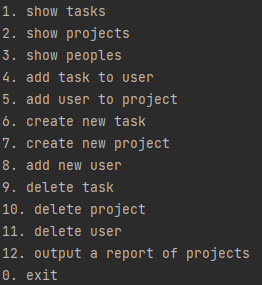 1. show tasks
2. show projects
3. show peoples
4. add task to user
5. add user to project
6. create new task
7. create new project
8. add new user
9. delete task
10. delete project
11. delete user
12. output a report of projects
0. exit